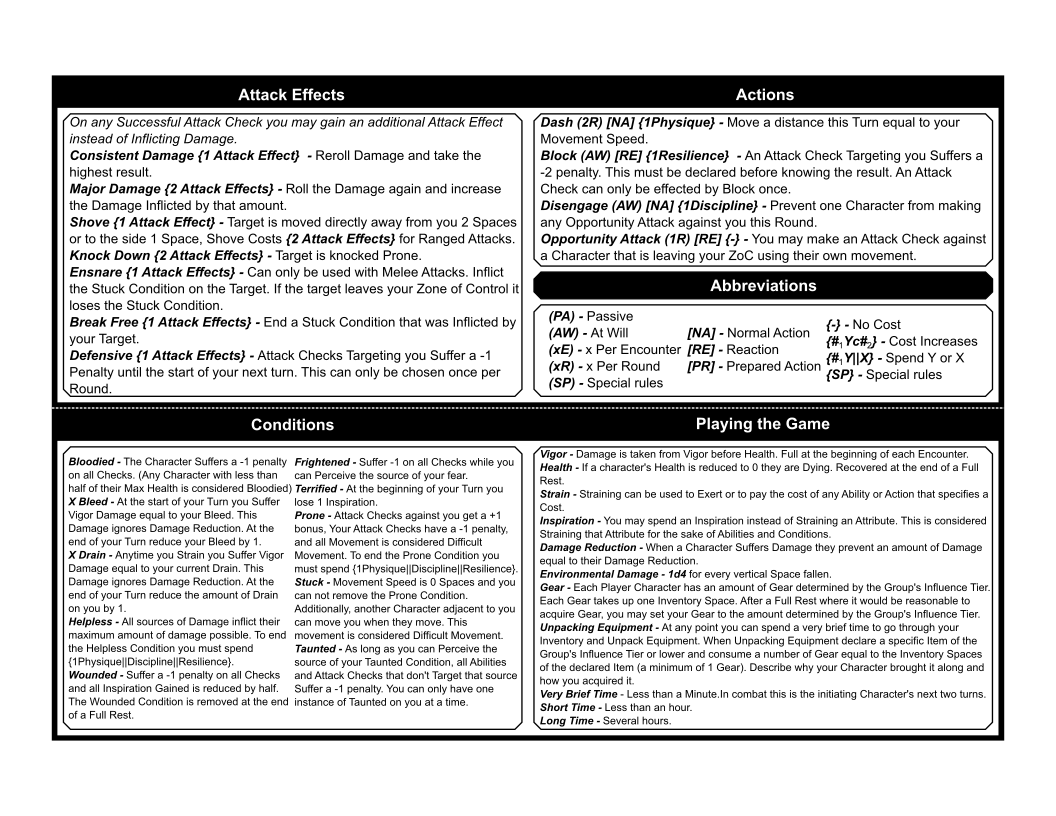 Attack Effects
On any Successful Attack Check you may gain an additional Attack Effect
instead of Inflicting Damage.
Consistent Damage {1 Attack Effect}  - Reroll Damage and take the
highest result.
Major Damage {2 Attack Effects} - Roll the Damage again and increase
the Damage Inflicted by that amount.
Shove {1 Attack Effect} - Target is moved directly away from you 2 Spaces
or to the side 1 Space, Shove Costs {2 Attack Effects} for Ranged Attacks.
Knock Down {2 Attack Effects} - Target is knocked Prone.
Ensnare {1 Attack Effects} - Can only be used with Melee Attacks. Inflict
the Stuck Condition on the Target. If the target leaves your Zone of Control it
loses the Stuck Condition.
Break Free {1 Attack Effects} - End a Stuck Condition that was Inflicted by
your Target.
Defensive {1 Attack Effects} - Attack Checks Targeting you Suffer a -1
Penalty until the start of your next turn. This can only be chosen once per
Round.
Actions
Dash (2R) [NA] {1Physique} - Move a distance this Turn equal to your
Movement Speed.
Block (AW) [RE] {1Resilience}  - An Attack Check Targeting you Suffers a
-2 penalty. This must be declared before knowing the result. An Attack
Check can only be effected by Block once.
Disengage (AW) [NA] {1Discipline} - Prevent one Character from making
any Opportunity Attack against you this Round.
Opportunity Attack (1R) [RE] {-} - You may make an Attack Check against
a Character that is leaving your ZoC using their own movement.
Abbreviations
(PA) - Passive
(AW) - At Will
(xE) - x Per Encounter
(xR) - x Per Round
(SP) - Special rules
[NA] - Normal Action
[RE] - Reaction
[PR] - Prepared Action
{-} - No Cost
{#₁Yc#₂} - Cost Increases
{#₁Y||X} - Spend Y or X
{SP} - Special rules
Conditions
Bloodied - The Character Suffers a -1 penalty
on all Checks. (Any Character with less than
half of their Max Health is considered Bloodied)
X Bleed - At the start of your Turn you Suffer
Vigor Damage equal to your Bleed. This
Damage ignores Damage Reduction. At the
end of your Turn reduce your Bleed by 1.
X Drain - Anytime you Strain you Suffer Vigor
Damage equal to your current Drain. This
Damage ignores Damage Reduction. At the
end of your Turn reduce the amount of Drain
on you by 1.
Helpless - All sources of Damage inflict their
maximum amount of damage possible. To end
the Helpless Condition you must spend
{1Physique||Discipline||Resilience}.
Wounded - Suffer a -1 penalty on all Checks
and all Inspiration Gained is reduced by half.
The Wounded Condition is removed at the end
of a Full Rest.
Frightened - Suffer -1 on all Checks while you
can Perceive the source of your fear.
Terrified - At the beginning of your Turn you
lose 1 Inspiration.
Prone - Attack Checks against you get a +1
bonus, Your Attack Checks have a -1 penalty,
and all Movement is considered Difficult
Movement. To end the Prone Condition you
must spend {1Physique||Discipline||Resilience}.
Stuck - Movement Speed is 0 Spaces and you
can not remove the Prone Condition.
Additionally, another Character adjacent to you
can move you when they move. This
movement is considered Difficult Movement.
Taunted - As long as you can Perceive the
source of your Taunted Condition, all Abilities
and Attack Checks that don't Target that source
Suffer a -1 penalty. You can only have one
instance of Taunted on you at a time.
Playing the Game
Vigor - Damage is taken from Vigor before Health. Full at the beginning of each Encounter.
Health - If a character's Health is reduced to 0 they are Dying. Recovered at the end of a Full
Rest.
Strain - Straining can be used to Exert or to pay the cost of any Ability or Action that specifies a
Cost.
Inspiration - You may spend an Inspiration instead of Straining an Attribute. This is considered
Straining that Attribute for the sake of Abilities and Conditions.
Damage Reduction - When a Character Suffers Damage they prevent an amount of Damage
equal to their Damage Reduction.
Environmental Damage - 1d4 for every vertical Space fallen.
Gear - Each Player Character has an amount of Gear determined by the Group's Influence Tier.
Each Gear takes up one Inventory Space. After a Full Rest where it would be reasonable to
acquire Gear, you may set your Gear to the amount determined by the Group's Influence Tier.
Unpacking Equipment - At any point you can spend a very brief time to go through your
Inventory and Unpack Equipment. When Unpacking Equipment declare a specific Item of the
Group's Influence Tier or lower and consume a number of Gear equal to the Inventory Spaces
of the declared Item (a minimum of 1 Gear). Describe why your Character brought it along and
how you acquired it.
Very Brief Time - Less than a Minute.In combat this is the initiating Character's next two turns.
Short Time - Less than an hour.
Long Time - Several hours.